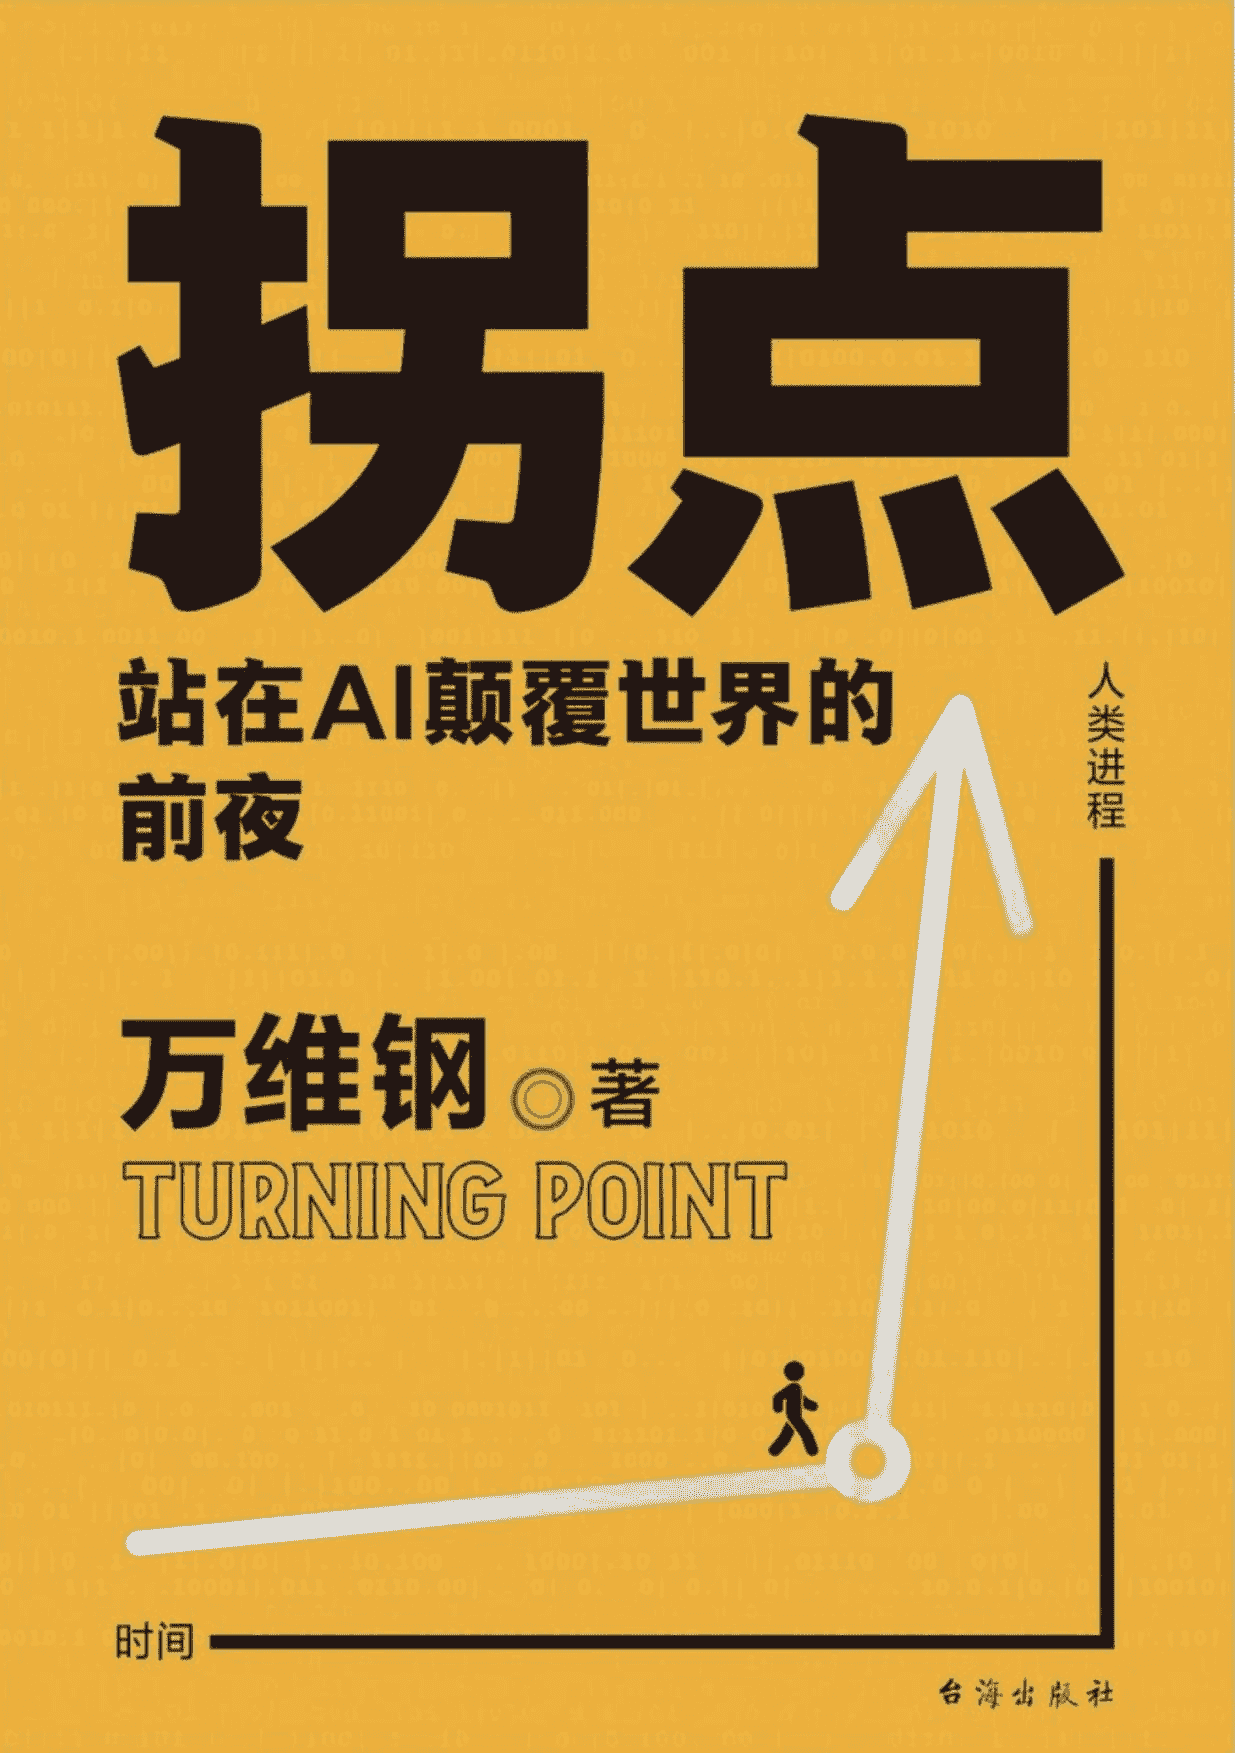 拐点
站在AI颠覆世界的
前夜
人类进程
万维钢◎著
TURNING POINT
时间
台海出版社